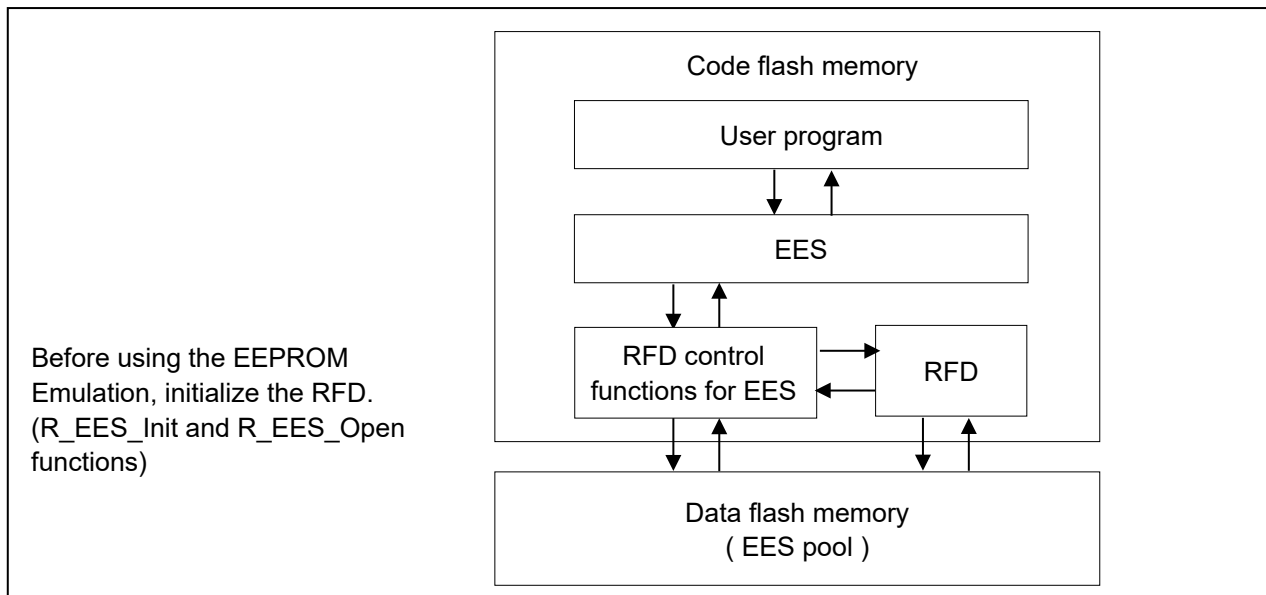 Code flash memory
User program
EES
RFD control
functions for EES
RFD
Before using the EEPROM
Emulation, initialize the RFD.
(R_EES_Init and R_EES_Open
functions)
Data flash memory
( EES pool )